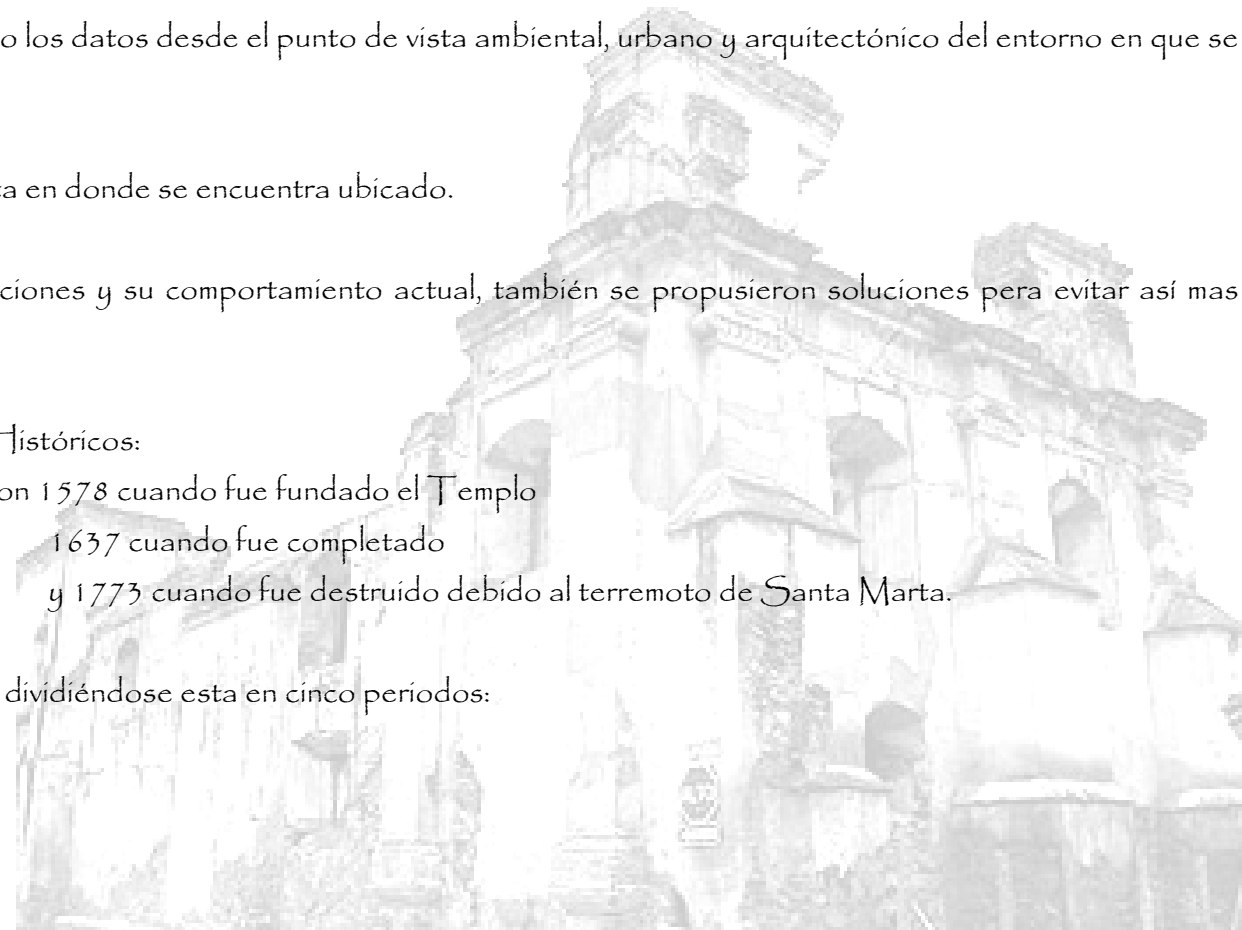 o los datos desde el punto de vista ambiental, urbano y arquitectónico del entorno en que se
ta en donde se encuentra ubicado.
ciones y su comportamiento actual, también se propusieron soluciones pera evitar así mas
Históricos:
on 1578 cuando fue fundado el Templo
1637 cuando fue completado
y 1773 cuando fue destruido debido al terremoto de Santa Marta.
dividiéndose esta en cinco periodos: